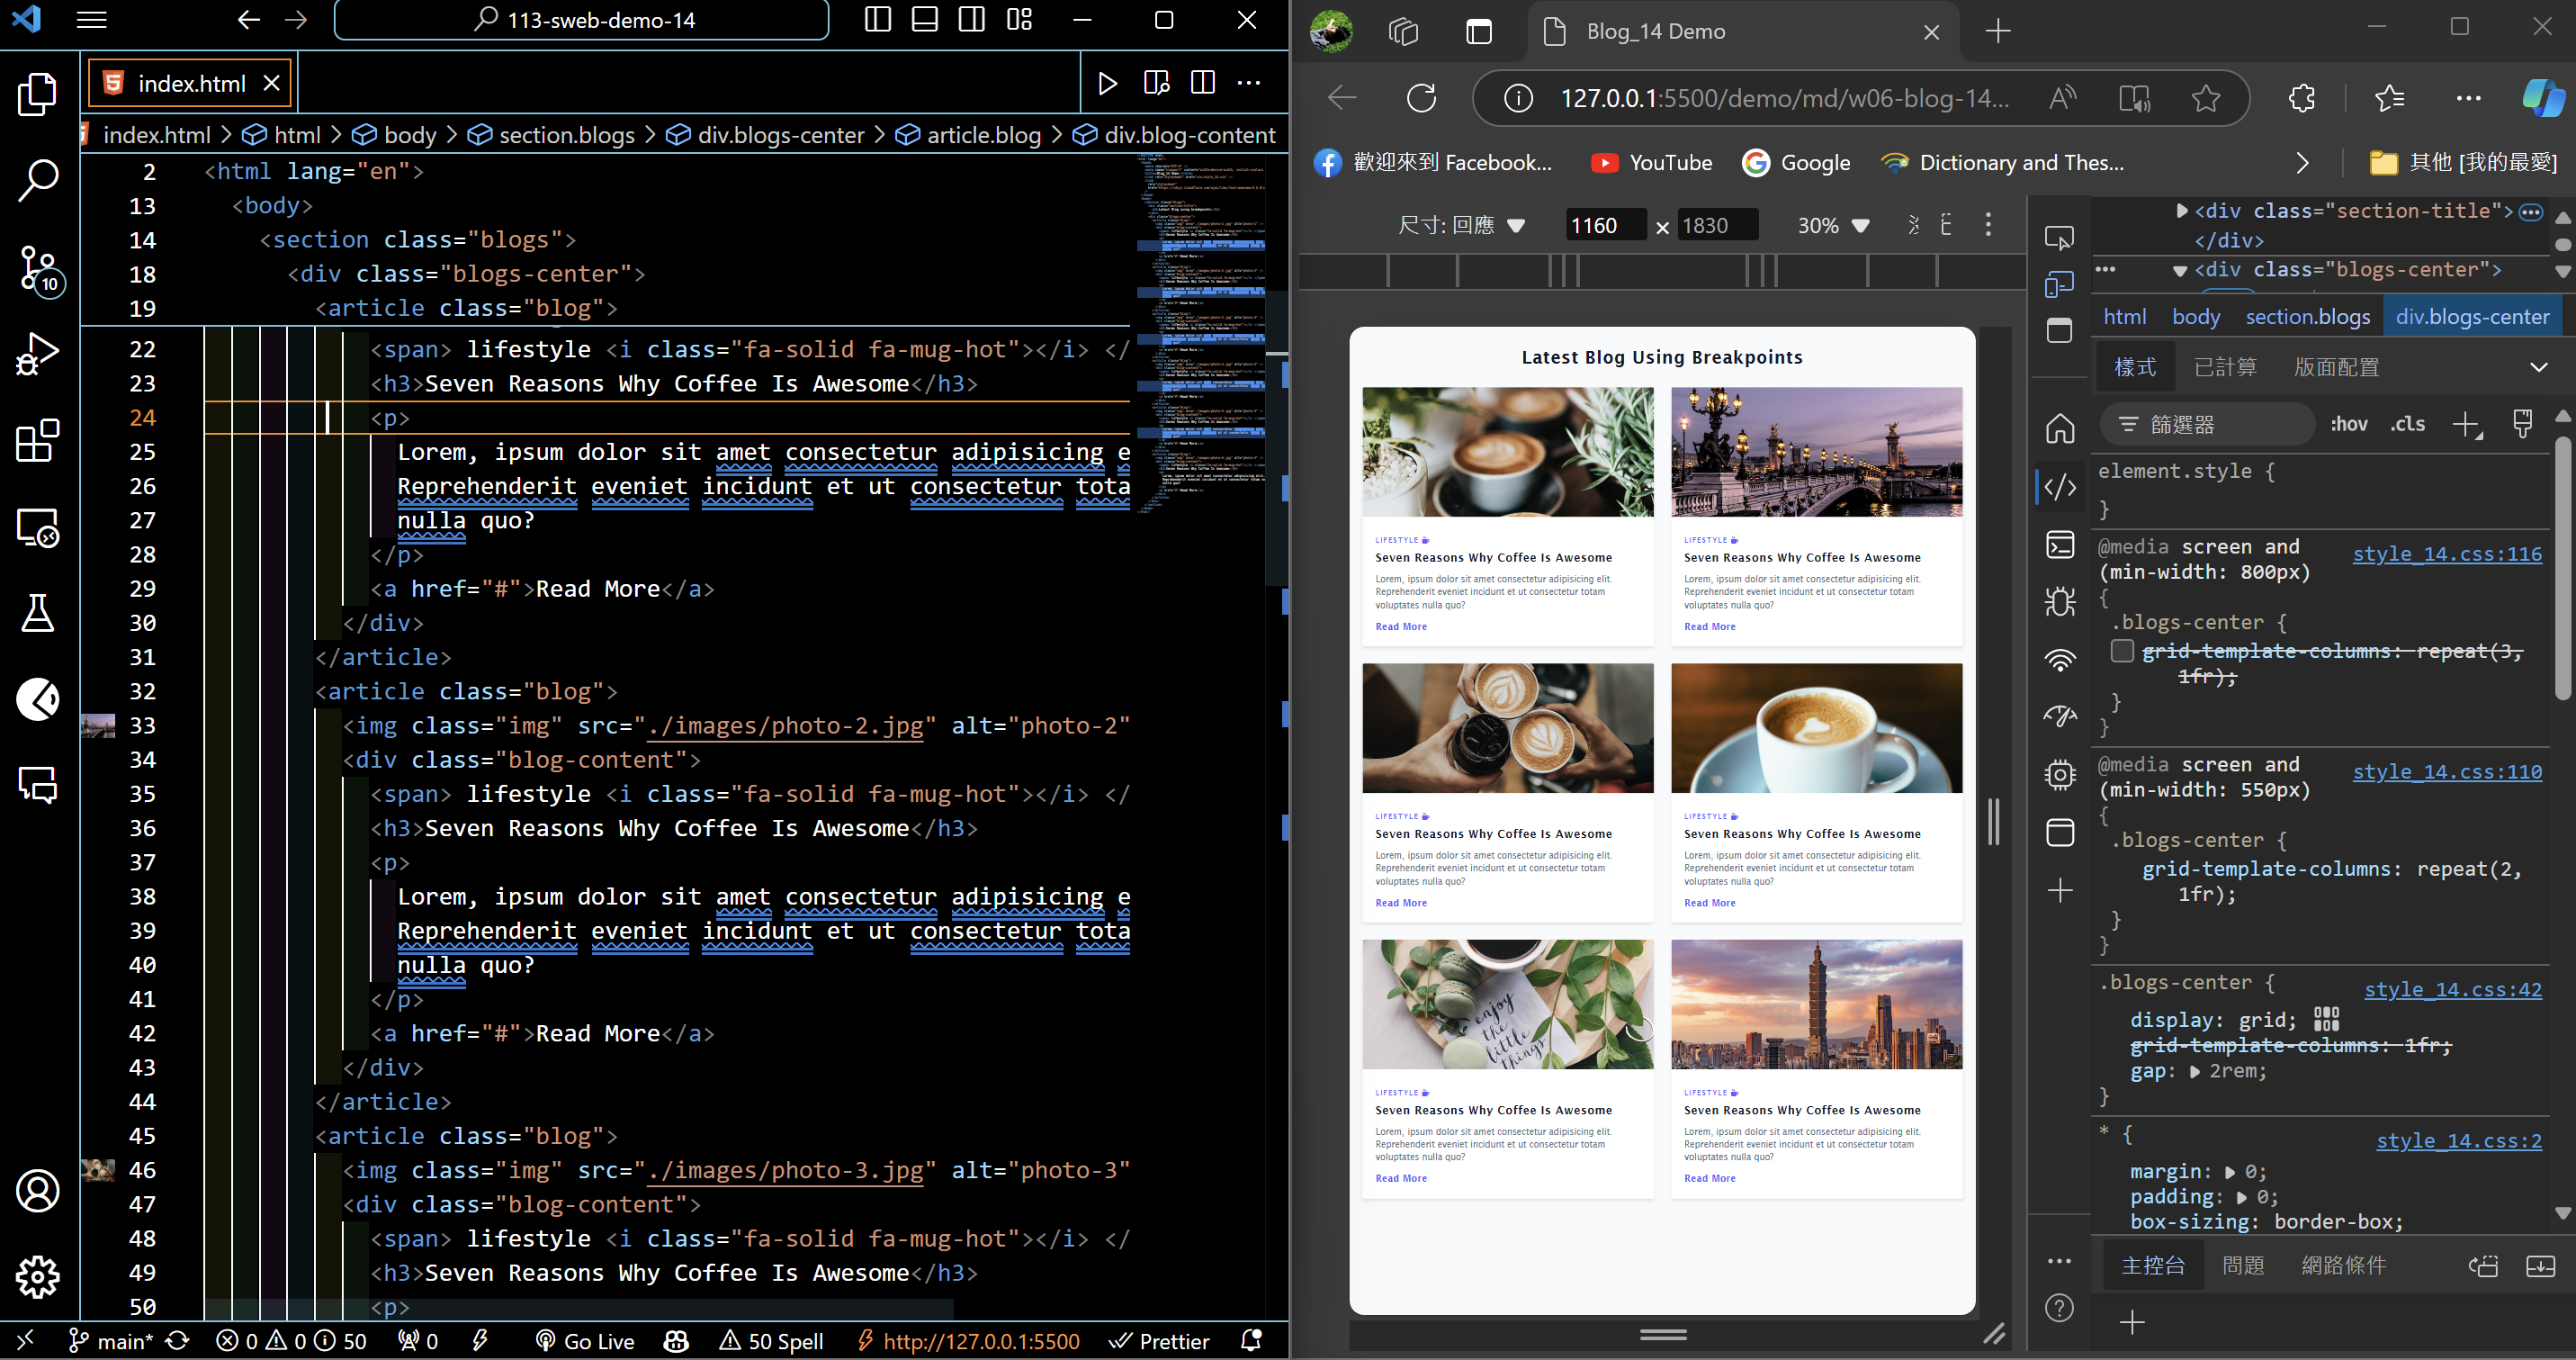 113-sweb-demo-14
index.html
index.html > html > body > section.blogs > div.blogs-center > article.blog > div.blog-content
2 <html lang="en">
13 <body>
14 <section class="blogs">
18 <div class="blogs-center">
19 <article class="blog">
22 <span> lifestyle <i class="fa-solid fa-mug-hot"></i> </
23 <h3>Seven Reasons Why Coffee Is Awesome</h3>
24 <p>
25 Lorem, ipsum dolor sit amet consectetur adipisicing e
26 Reprehenderit eveniet incidunt et ut consectetur tota
27 nulla quo?
28 </p>
29 <a href="#">Read More</a>
30 </div>
31 </article>
32 <article class="blog">
33 <img class="img" src="./images/photo-2.jpg" alt="photo-2"
34 <div class="blog-content">
35 <span> lifestyle <i class="fa-solid fa-mug-hot"></i> </
36 <h3>Seven Reasons Why Coffee Is Awesome</h3>
37 <p>
38 Lorem, ipsum dolor sit amet consectetur adipisicing e
39 Reprehenderit eveniet incidunt et ut consectetur tota
40 nulla quo?
41 </p>
42 <a href="#">Read More</a>
43 </div>
44 </article>
45 <article class="blog">
46 <img class="img" src="./images/photo-3.jpg" alt="photo-3"
47 <div class="blog-content">
48 <span> lifestyle <i class="fa-solid fa-mug-hot"></i> </
49 <h3>Seven Reasons Why Coffee Is Awesome</h3>
50 <p>
10
main* 0 0 50 0 Go Live 50 Spell http://127.0.0.1:5500 Prettier
Blog_14 Demo
127.0.0.1:5500/demo/md/w06-blog-14...
歡迎來到 Facebook... YouTube Google Dictionary and Thes... 其他 [我的最愛]
尺寸: 回應 1160 × 1830 30%
Latest Blog Using Breakpoints
LIFESTYLE
Seven Reasons Why Coffee Is Awesome
Lorem, ipsum dolor sit amet consectetur adipisicing elit.
Reprehenderit eveniet incidunt et ut consectetur totam
voluptates nulla quo?
Read More
LIFESTYLE
Seven Reasons Why Coffee Is Awesome
Lorem, ipsum dolor sit amet consectetur adipisicing elit.
Reprehenderit eveniet incidunt et ut consectetur totam
voluptates nulla quo?
Read More
LIFESTYLE
Seven Reasons Why Coffee Is Awesome
Lorem, ipsum dolor sit amet consectetur adipisicing elit.
Reprehenderit eveniet incidunt et ut consectetur totam
voluptates nulla quo?
Read More
LIFESTYLE
Seven Reasons Why Coffee Is Awesome
Lorem, ipsum dolor sit amet consectetur adipisicing elit.
Reprehenderit eveniet incidunt et ut consectetur totam
voluptates nulla quo?
Read More
enjoy
the
little
things
LIFESTYLE
Seven Reasons Why Coffee Is Awesome
Lorem, ipsum dolor sit amet consectetur adipisicing elit.
Reprehenderit eveniet incidunt et ut consectetur totam
voluptates nulla quo?
Read More
LIFESTYLE
Seven Reasons Why Coffee Is Awesome
Lorem, ipsum dolor sit amet consectetur adipisicing elit.
Reprehenderit eveniet incidunt et ut consectetur totam
voluptates nulla quo?
Read More
<div class="section-title"> ...
</div>
... <div class="blogs-center">
html body section.blogs div.blogs-center
樣式 已計算 版面配置
篩選器 :hov .cls
element.style {
}
@media screen and style_14.css:116
(min-width: 800px)
{
.blogs-center {
grid-template-columns: repeat(3,
1fr);
}
}
@media screen and style_14.css:110
(min-width: 550px)
{
.blogs-center {
grid-template-columns: repeat(2,
1fr);
}
}
.blogs-center { style_14.css:42
display: grid;
grid-template-columns: 1fr;
gap: 2rem;
}
* { style_14.css:2
margin: 0;
padding: 0;
box-sizing: border-box;
主控台 問題 網路條件